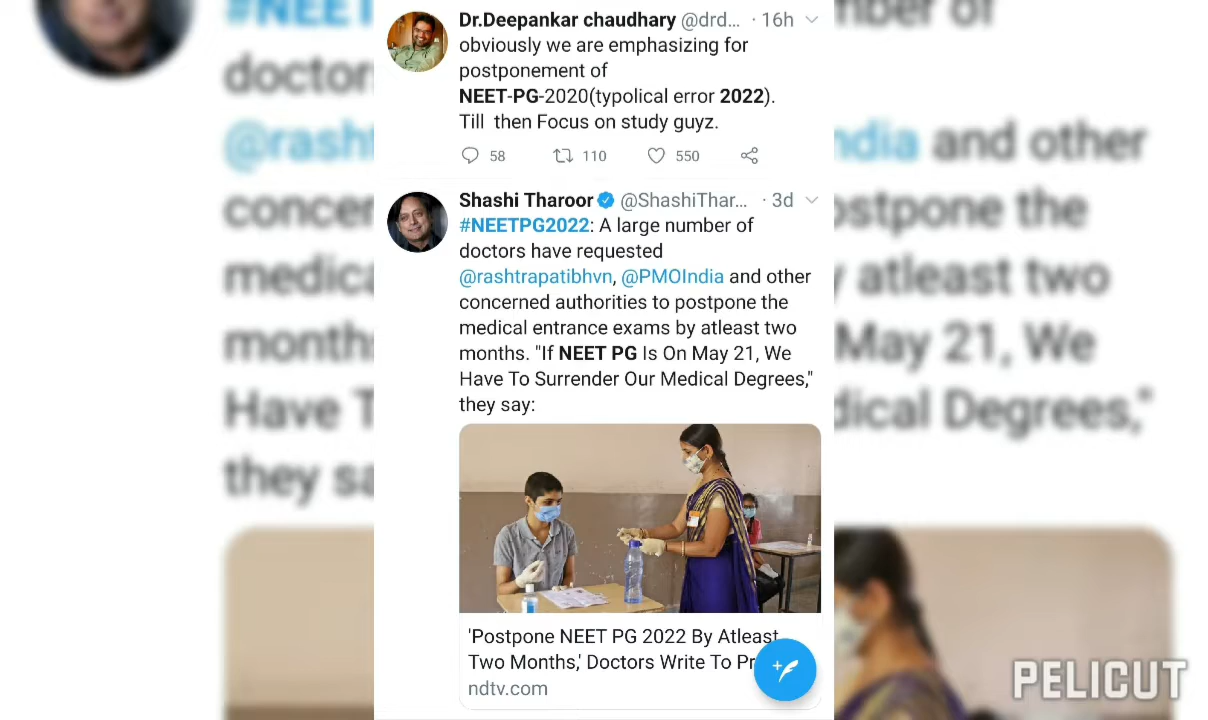 Dr.Deepankar chaudhary @drd... · 16h
obviously we are emphasizing for
postponement of
NEET-PG-2020(typolical error 2022).
Till then Focus on study guyz.
58 110 550
Shashi Tharoor @ShashiThar... · 3d
#NEETPG2022: A large number of
doctors have requested
@rashtrapatibhvn, @PMOIndia and other
concerned authorities to postpone the
medical entrance exams by atleast two
months. "If NEET PG Is On May 21, We
Have To Surrender Our Medical Degrees,"
they say:
'Postpone NEET PG 2022 By Atleast
Two Months,' Doctors Write To Pr
ndtv.com
PELICUT